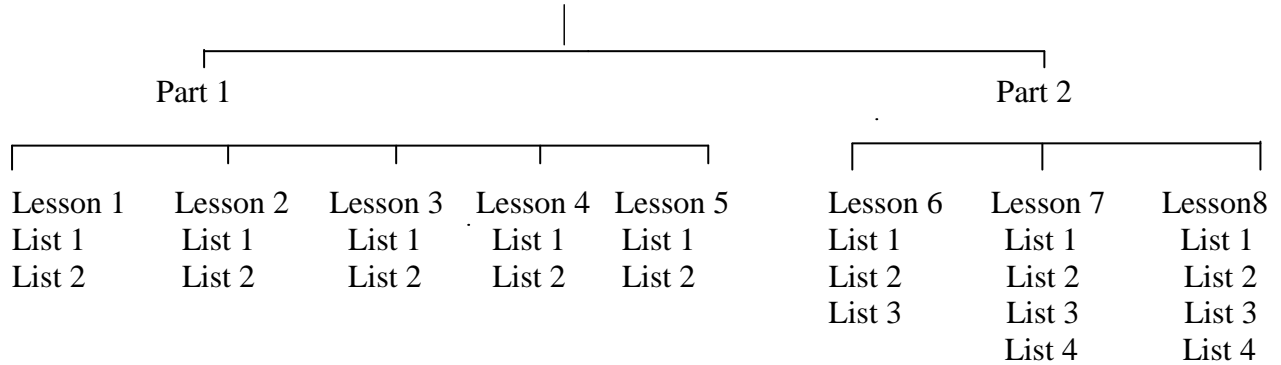 Part 1 Part 2
Lesson 1 Lesson 2 Lesson 3 Lesson 4 Lesson 5 Lesson 6 Lesson 7 Lesson8
List 1 List 1 List 1 List 1 List 1 List 1 List 1 List 1
List 2 List 2 List 2 List 2 List 2 List 2 List 2 List 2
List 3 List 3 List 3
List 4 List 4